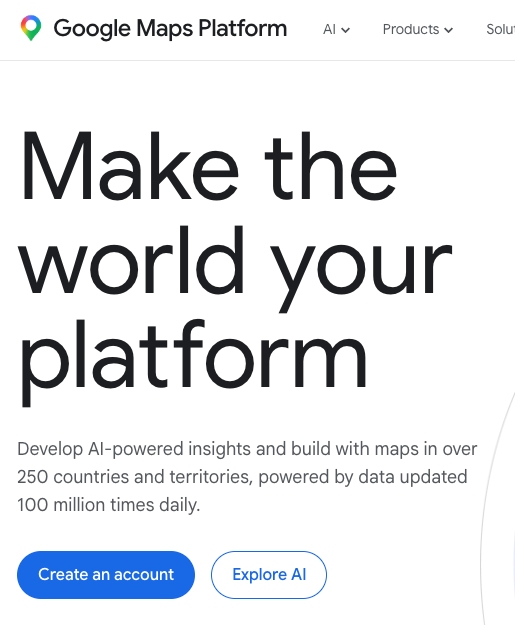 Google Maps Platform AI Products Solut
Make the
world your
platform
Develop AI-powered insights and build with maps in over
250 countries and territories, powered by data updated
100 million times daily.
Create an account Explore AI